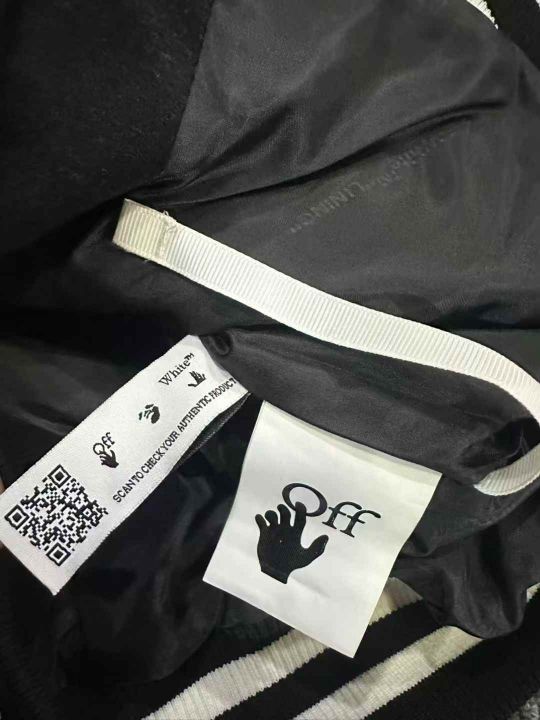 Off
White™
SCAN TO CHECK YOUR AUTHENTIC PRODUCT
Off